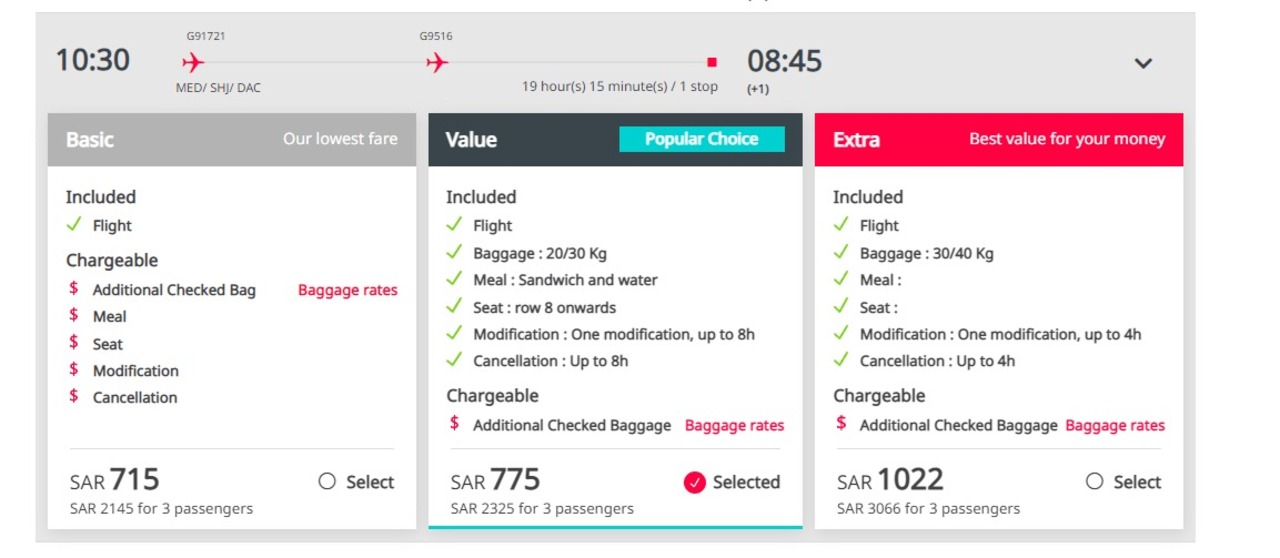 G91721
G9516
10:30
08:45
MED/ SHJ/ DAC
19 hour(s) 15 minute(s) / 1 stop
(+1)
Basic
Our lowest fare
Included
Flight
Chargeable
$ Additional Checked Bag Baggage rates
$ Meal
$ Seat
$ Modification
$ Cancellation
SAR 715
Select
SAR 2145 for 3 passengers
Value
Popular Choice
Included
Flight
Baggage : 20/30 Kg
Meal : Sandwich and water
Seat : row 8 onwards
Modification : One modification, up to 8h
Cancellation : Up to 8h
Chargeable
$ Additional Checked Baggage Baggage rates
SAR 775
Selected
SAR 2325 for 3 passengers
Extra
Best value for your money
Included
Flight
Baggage : 30/40 Kg
Meal :
Seat :
Modification : One modification, up to 4h
Cancellation : Up to 4h
Chargeable
$ Additional Checked Baggage Baggage rates
SAR 1022
Select
SAR 3066 for 3 passengers